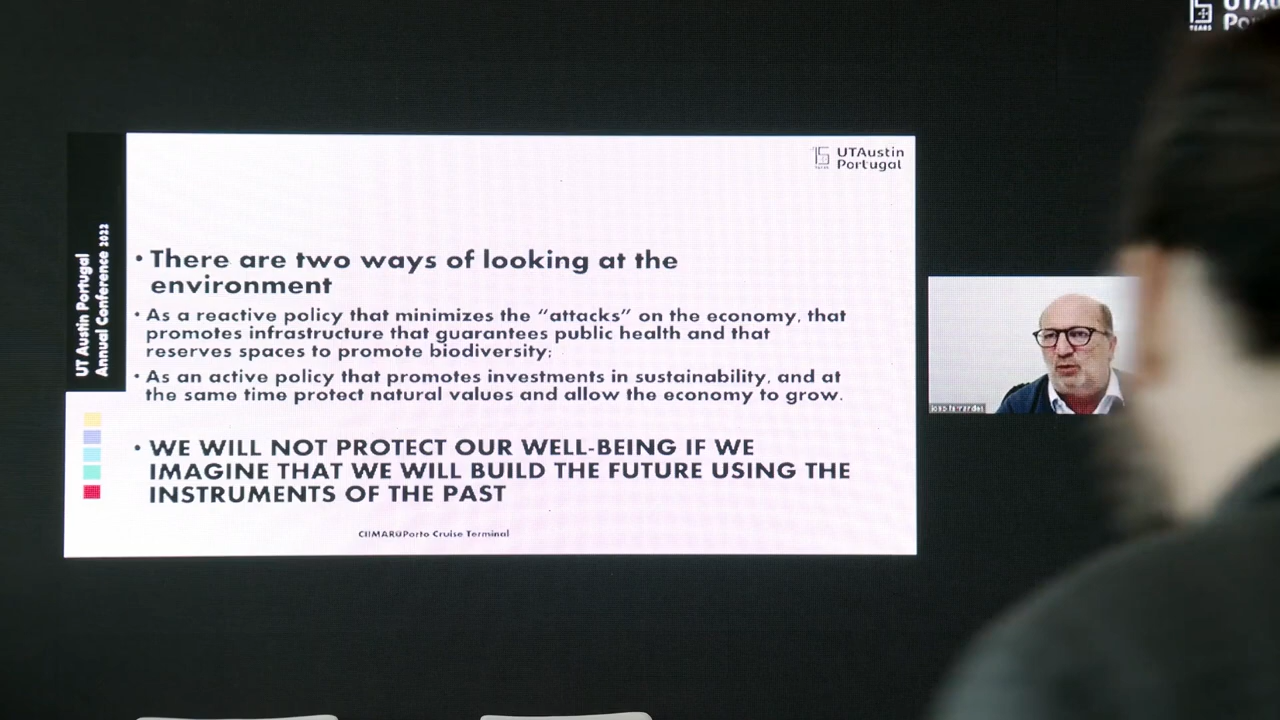 UT Austin Portugal
Annual Conference 2022
15
YEARS
UTAustin
Portugal
• There are two ways of looking at the
environment
• As a reactive policy that minimizes the “attacks” on the economy, that
promotes infrastructure that guarantees public health and that
reserves spaces to promote biodiversity;
• As an active policy that promotes investments in sustainability, and at
the same time protect natural values and allow the economy to grow.
• WE WILL NOT PROTECT OUR WELL-BEING IF WE
IMAGINE THAT WE WILL BUILD THE FUTURE USING THE
INSTRUMENTS OF THE PAST
CIIMAR@Porto Cruise Terminal
15
YEARS